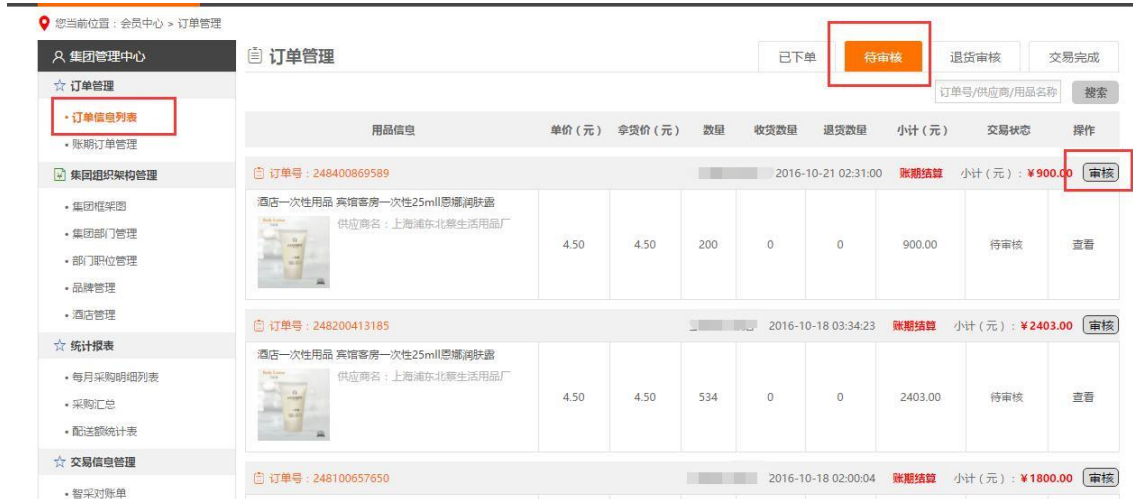 您当前位置：会员中心 > 订单管理
集团管理中心
订单管理
已下单
待审核
退货审核
交易完成
订单管理
订单号/供应商/用品名称
搜索
• 订单信息列表
• 账期订单管理
用品信息 单价（元） 拿货价（元） 数量 收货数量 退货数量 小计（元） 交易状态 操作
集团组织架构管理
订单号：248400869589 2016-10-21 02:31:00 账期结算 小计（元）：¥900.00 审核
• 集团框架图
• 集团部门管理
• 部门职位管理
• 品牌管理
• 酒店管理
酒店一次性用品 宾馆客房一次性25mll恩娜润肤露
供应商名：上海浦东北蔡生活用品厂
4.50 4.50 200 0 0 900.00 待审核 查看
订单号：248200413185 2016-10-18 03:34:23 账期结算 小计（元）：¥2403.00 审核
统计报表
• 每月采购明细列表
• 采购汇总
• 配送额统计表
酒店一次性用品 宾馆客房一次性25mll恩娜润肤露
供应商名：上海浦东北蔡生活用品厂
4.50 4.50 534 0 0 2403.00 待审核 查看
交易信息管理
• 智采对账单
订单号：248100657650 2016-10-18 02:00:04 账期结算 小计（元）：¥1800.00 审核